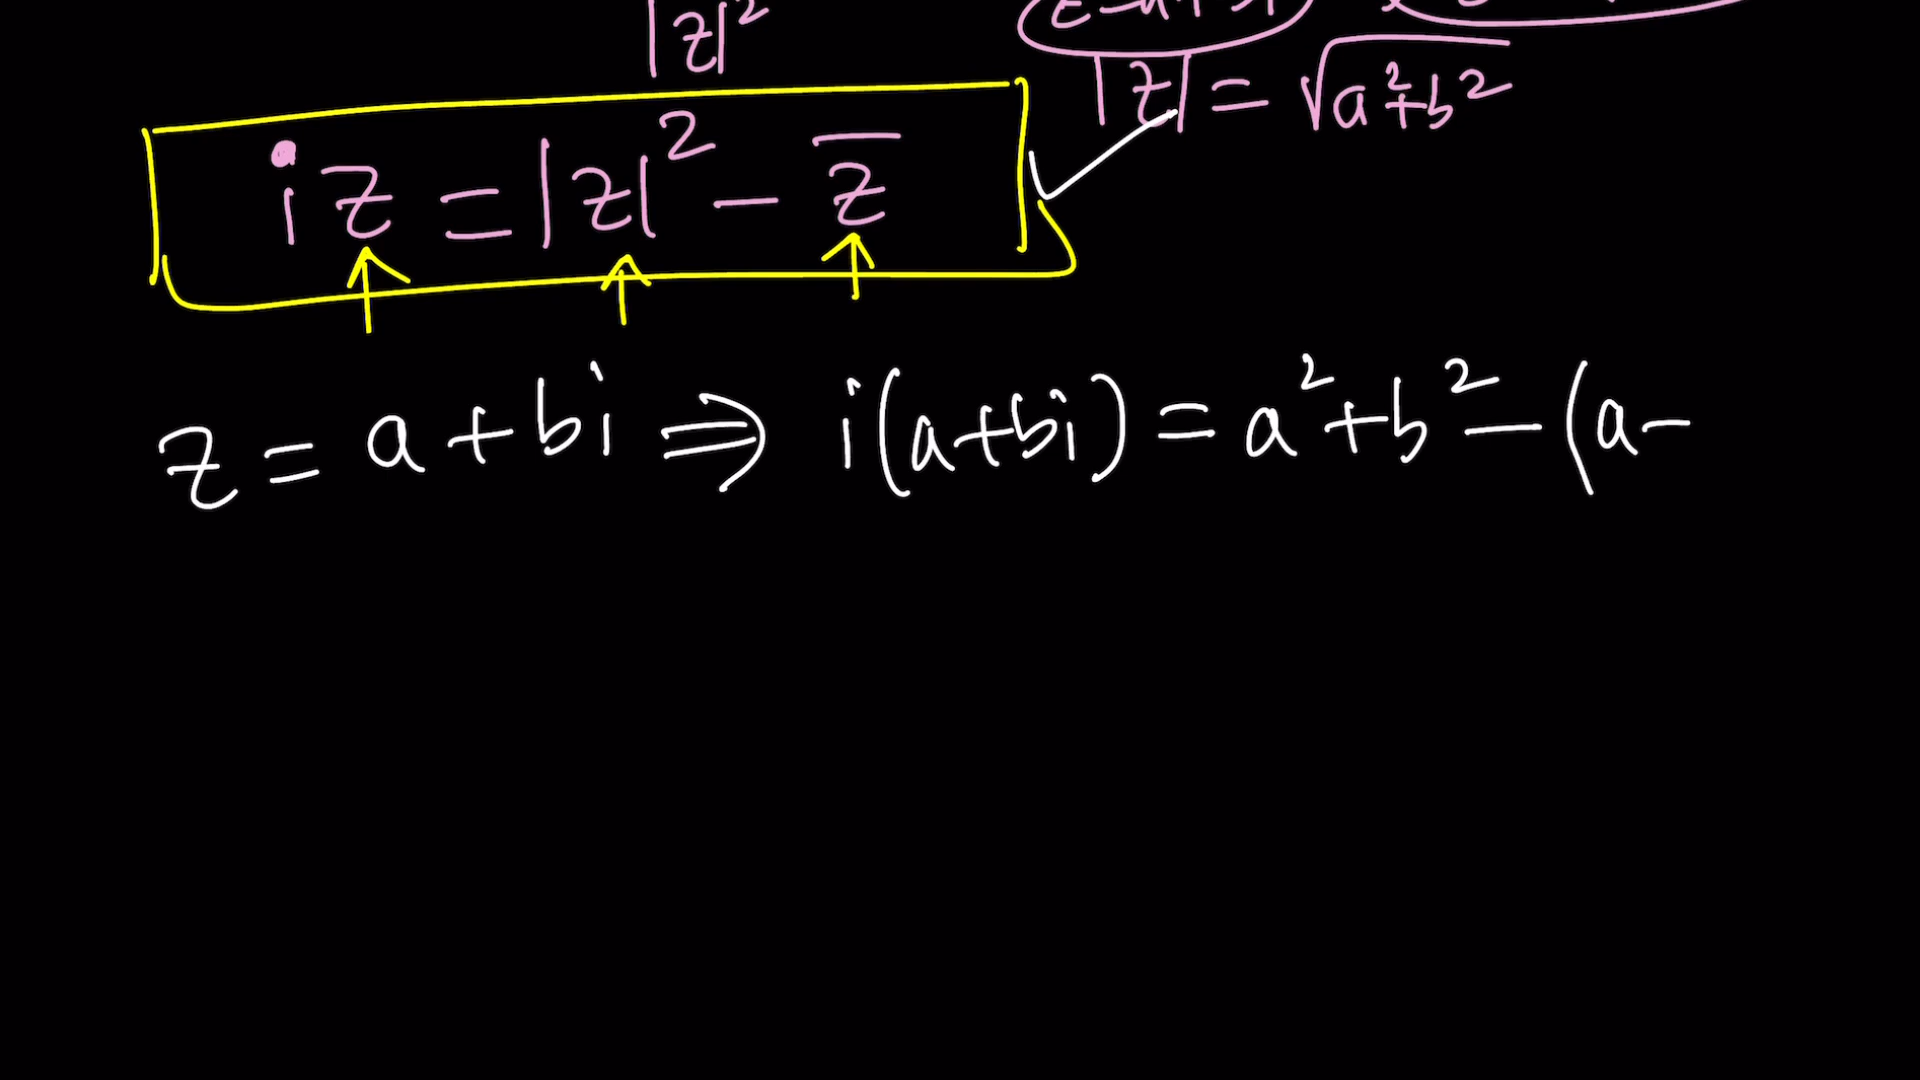 |z|²
|z| = √a²+b²
iz = |z|² − z̅
z = a + bi ⇒ i(a+bi) = a²+b² − (a−